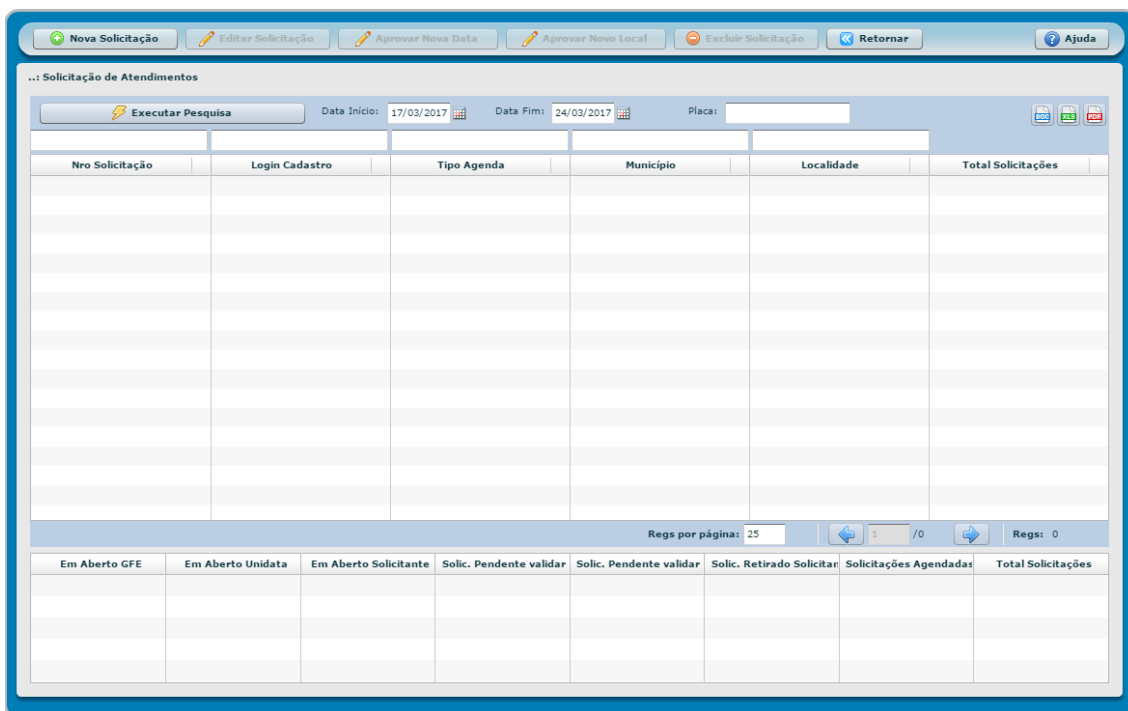 Nova Solicitação Editar Solicitação Aprovar Nova Data Aprovar Novo Local Excluir Solicitação Retornar Ajuda
..: Solicitação de Atendimentos
Executar Pesquisa Data Início: 17/03/2017 Data Fim: 24/03/2017 Placa: DOC XLS PDF
Nro Solicitação Login Cadastro Tipo Agenda Município Localidade Total Solicitações
Regs por página: 25 1 /0 Regs: 0
Em Aberto GFE Em Aberto Unidata Em Aberto Solicitante Solic. Pendente validar Solic. Pendente validar Solic. Retirado Solicitan Solicitações Agendadas Total Solicitações